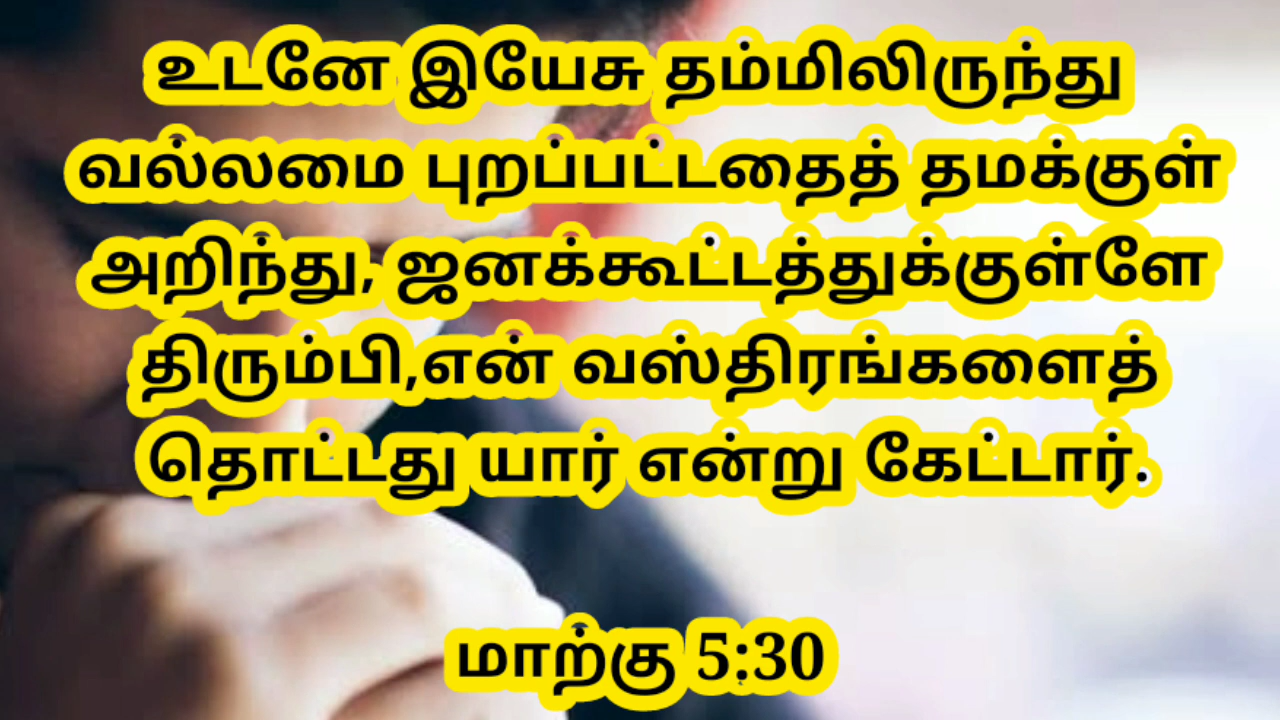 உடனே இயேசு தம்மிலிருந்து
வல்லமை புறப்பட்டதைத் தமக்குள்
அறிந்து, ஜனக்கூட்டத்துக்குள்ளே
திரும்பி,என் வஸ்திரங்களைத்
தொட்டது யார் என்று கேட்டார்.
மாற்கு 5:30